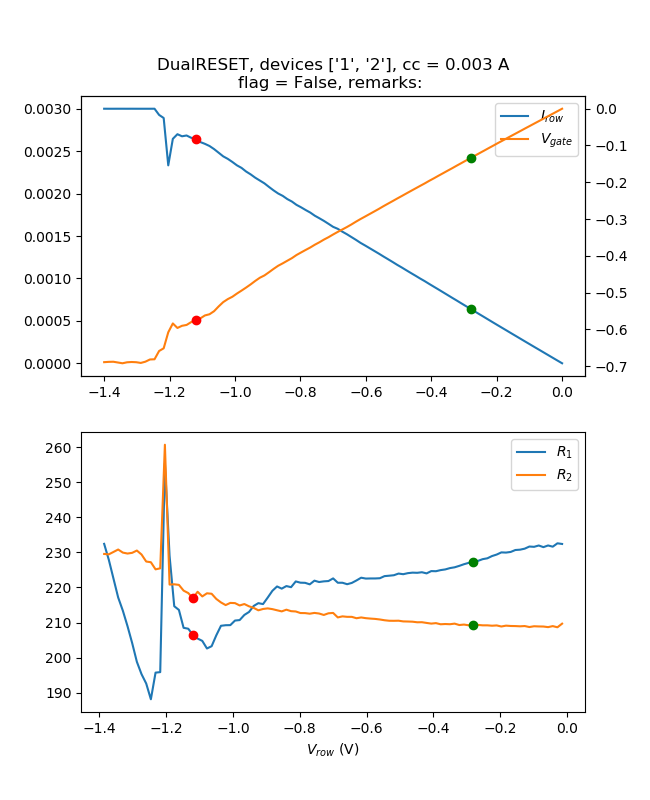 DualRESET, devices ['1', '2'], cc = 0.003 A
flag = False, remarks:
0.0030
0.0025
0.0020
0.0015
0.0010
0.0005
0.0000
0.0
−0.1
−0.2
−0.3
−0.4
−0.5
−0.6
−0.7
I_row
V_gate
−1.4 −1.2 −1.0 −0.8 −0.6 −0.4 −0.2 0.0
260
250
240
230
220
210
200
190
R_1
R_2
−1.4 −1.2 −1.0 −0.8 −0.6 −0.4 −0.2 0.0
V_row (V)